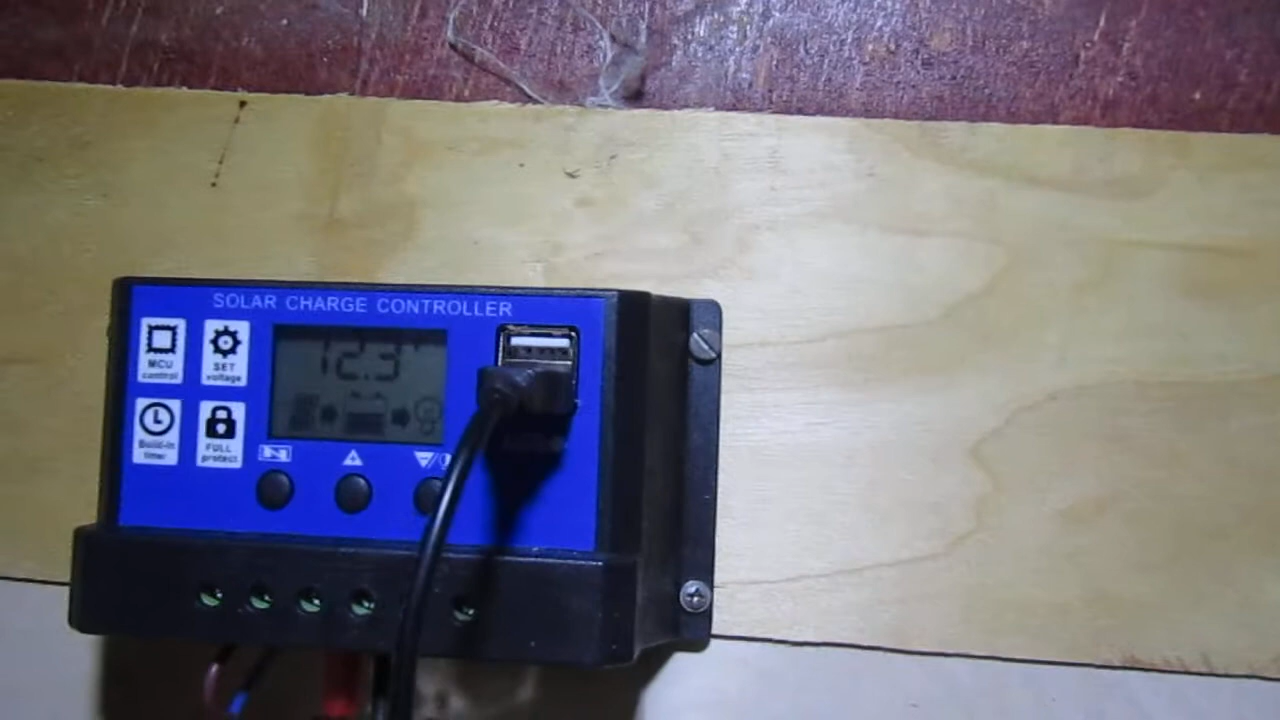 SOLAR CHARGE CONTROLLER
MCU
control
SET
voltage
12.3
Build-in
timer
FULL
protect